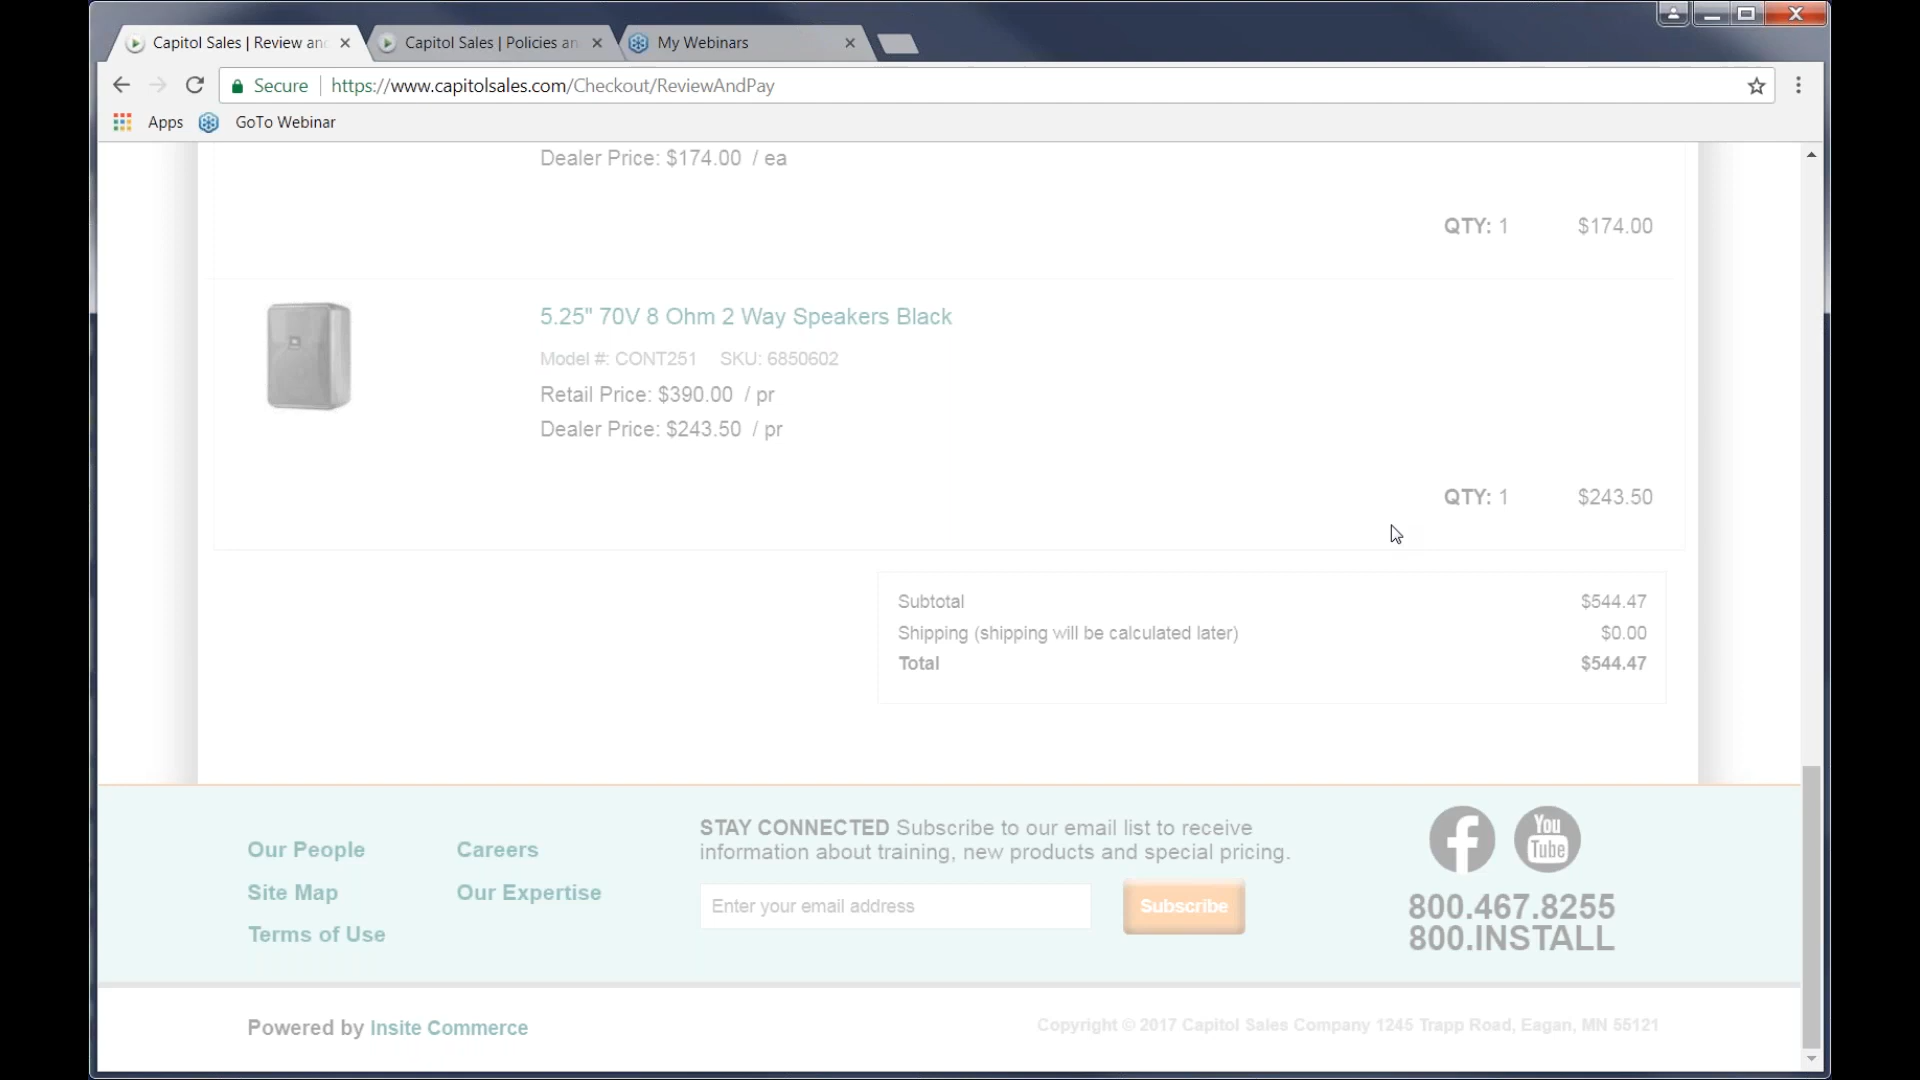 Capitol Sales | Review an
Capitol Sales | Policies an
My Webinars
Secure
https://www.capitolsales.com/Checkout/ReviewAndPay
Apps
GoTo Webinar
Dealer Price: $174.00 / ea
QTY: 1 $174.00
5.25" 70V 8 Ohm 2 Way Speakers Black
Model #: CONT251 SKU: 6850602
Retail Price: $390.00 / pr
Dealer Price: $243.50 / pr
QTY: 1 $243.50
Subtotal $544.47
Shipping (shipping will be calculated later) $0.00
Total $544.47
Our People
Careers
Site Map
Our Expertise
Terms of Use
STAY CONNECTED Subscribe to our email list to receive
information about training, new products and special pricing.
Enter your email address
Subscribe
You
Tube
800.467.8255
800.INSTALL
Powered by Insite Commerce
Copyright © 2017 Capitol Sales Company 1245 Trapp Road, Eagan, MN 55121